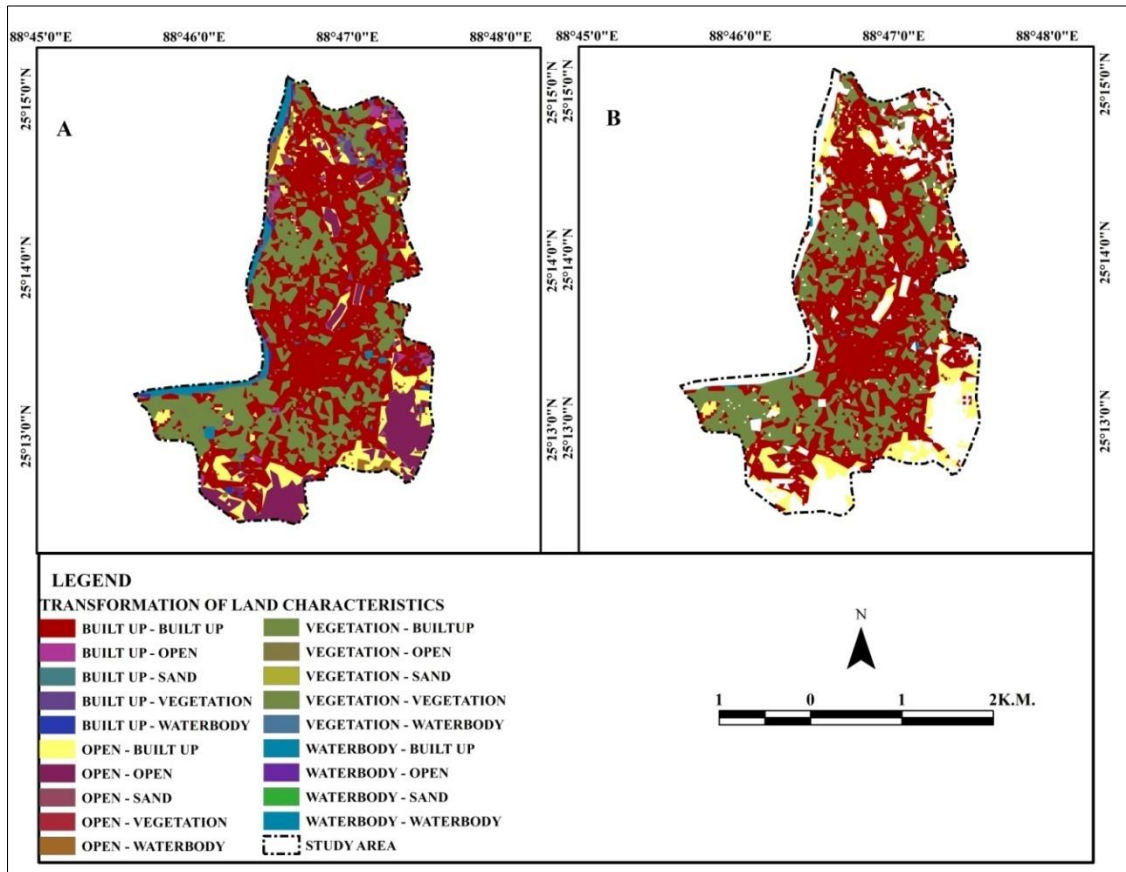 88°45'0"E 88°46'0"E 88°47'0"E 88°48'0"E 88°45'0"E 88°46'0"E 88°47'0"E 88°48'0"E
25°15'0"N 25°15'0"N 25°15'0"N 25°15'0"N
A B
25°14'0"N 25°14'0"N 25°14'0"N 25°14'0"N
25°13'0"N 25°13'0"N 25°13'0"N 25°13'0"N
LEGEND
TRANSFORMATION OF LAND CHARACTERISTICS
BUILT UP - BUILT UP
BUILT UP - OPEN
BUILT UP - SAND
BUILT UP - VEGETATION
BUILT UP - WATERBODY
OPEN - BUILT UP
OPEN - OPEN
OPEN - SAND
OPEN - VEGETATION
OPEN - WATERBODY
VEGETATION - BUILTUP
VEGETATION - OPEN
VEGETATION - SAND
VEGETATION - VEGETATION
VEGETATION - WATERBODY
WATERBODY - BUILT UP
WATERBODY - OPEN
WATERBODY - SAND
WATERBODY - WATERBODY
STUDY AREA
N
1 0 1 2K.M.